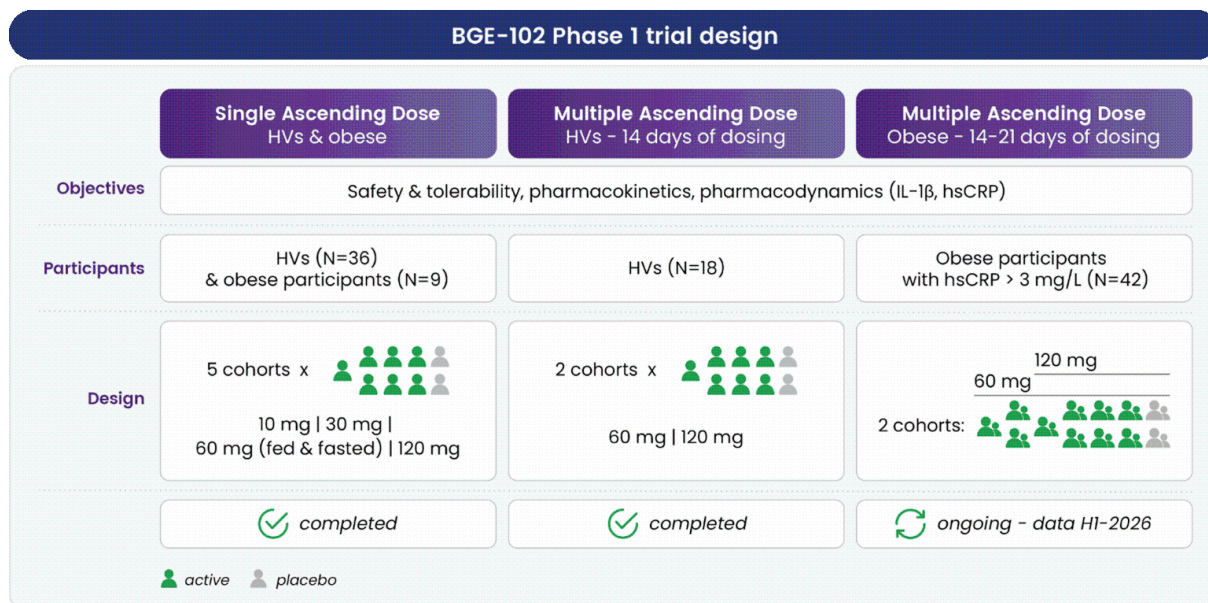 BGE-102 Phase 1 trial design
Single Ascending Dose
HVs & obese
Multiple Ascending Dose
HVs - 14 days of dosing
Multiple Ascending Dose
Obese - 14-21 days of dosing
Objectives
Safety & tolerability, pharmacokinetics, pharmacodynamics (IL-1β, hsCRP)
Participants
HVs (N=36)
& obese participants (N=9)
HVs (N=18)
Obese participants
with hsCRP > 3 mg/L (N=42)
Design
5 cohorts x
10 mg | 30 mg |
60 mg (fed & fasted) | 120 mg
2 cohorts x
60 mg | 120 mg
120 mg
60 mg
2 cohorts:
completed
completed
ongoing - data H1-2026
active
placebo